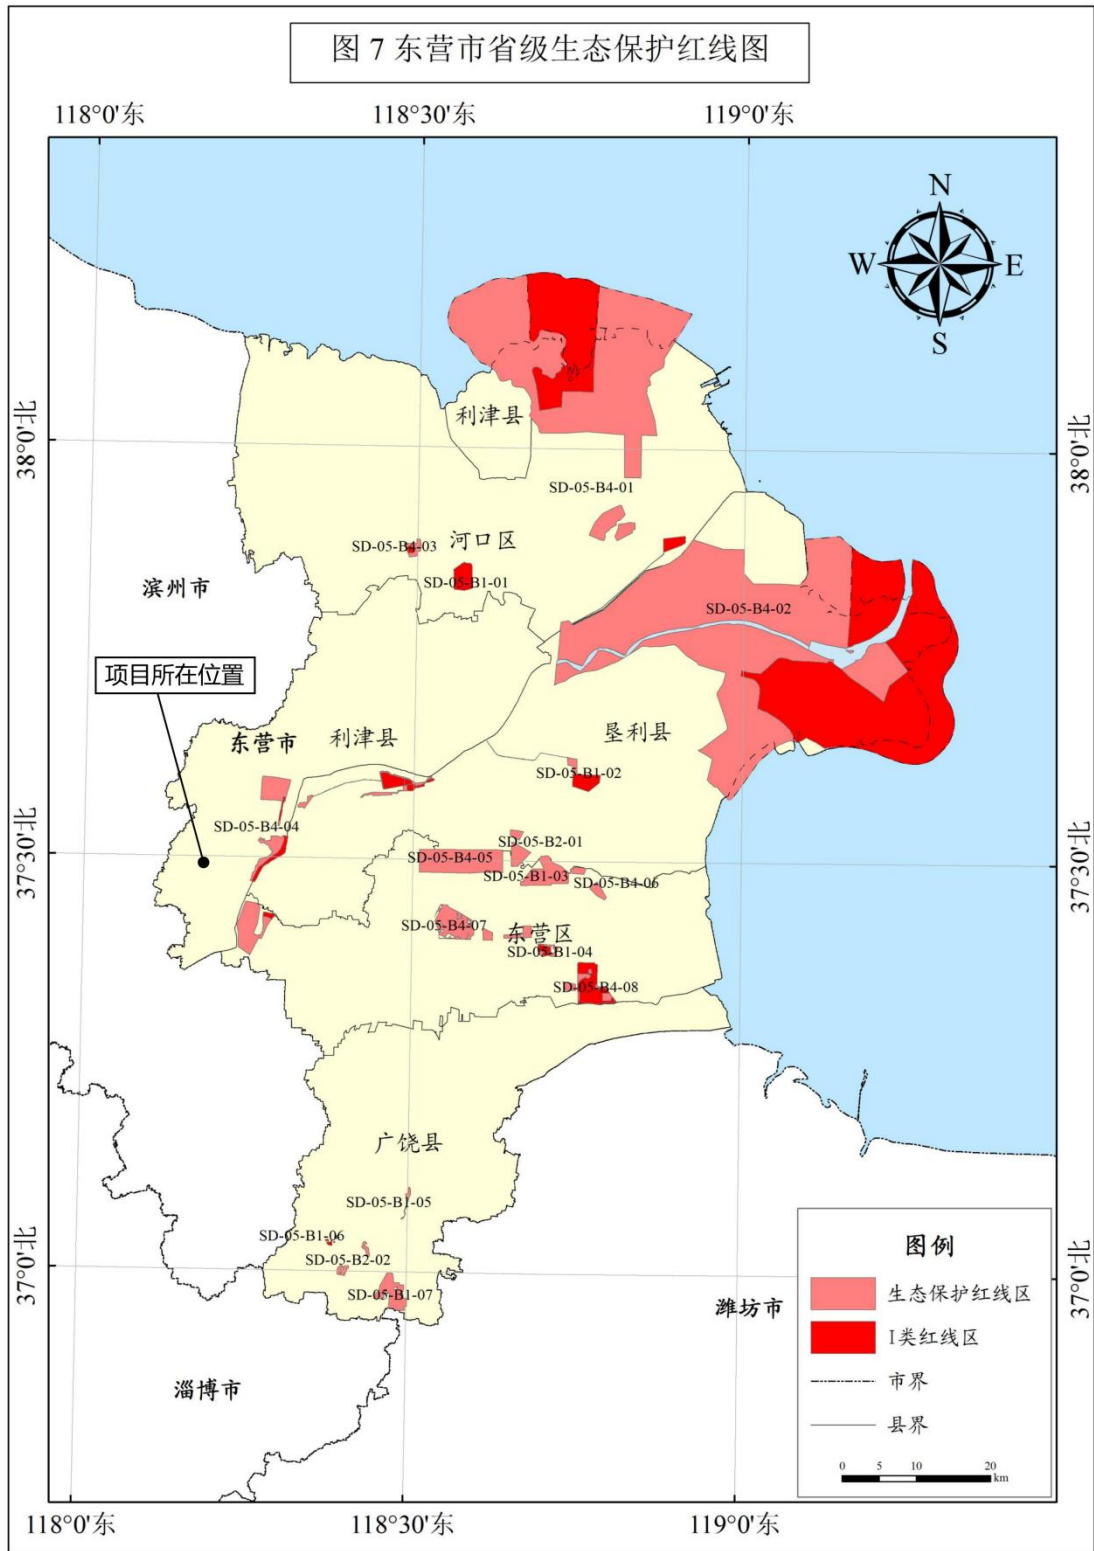 图 7 东营市省级生态保护红线图
118°0'东
118°30'东
119°0'东
N
W
E
S
利津县
38°0'北
38°0'北
SD-05-B4-01
河口区
SD-05-B4-03
SD-05-B1-01
滨州市
SD-05-B4-02
项目所在位置
东营市
利津县
垦利县
SD-05-B1-02
SD-05-B4-04
SD-05-B2-01
37°30'北
37°30'北
SD-05-B4-05
SD-05-B1-03
SD-05-B4-06
SD-05-B4-07
东营区
SD-05-B1-04
SD-05-B4-08
广饶县
SD-05-B1-05
SD-05-B1-06
SD-05-B2-02
SD-05-B1-07
37°0'北
37°0'北
潍坊市
淄博市
图例
生态保护红线区
I类红线区
市界
县界
0 5 10 20
km
118°0'东
118°30'东
119°0'东